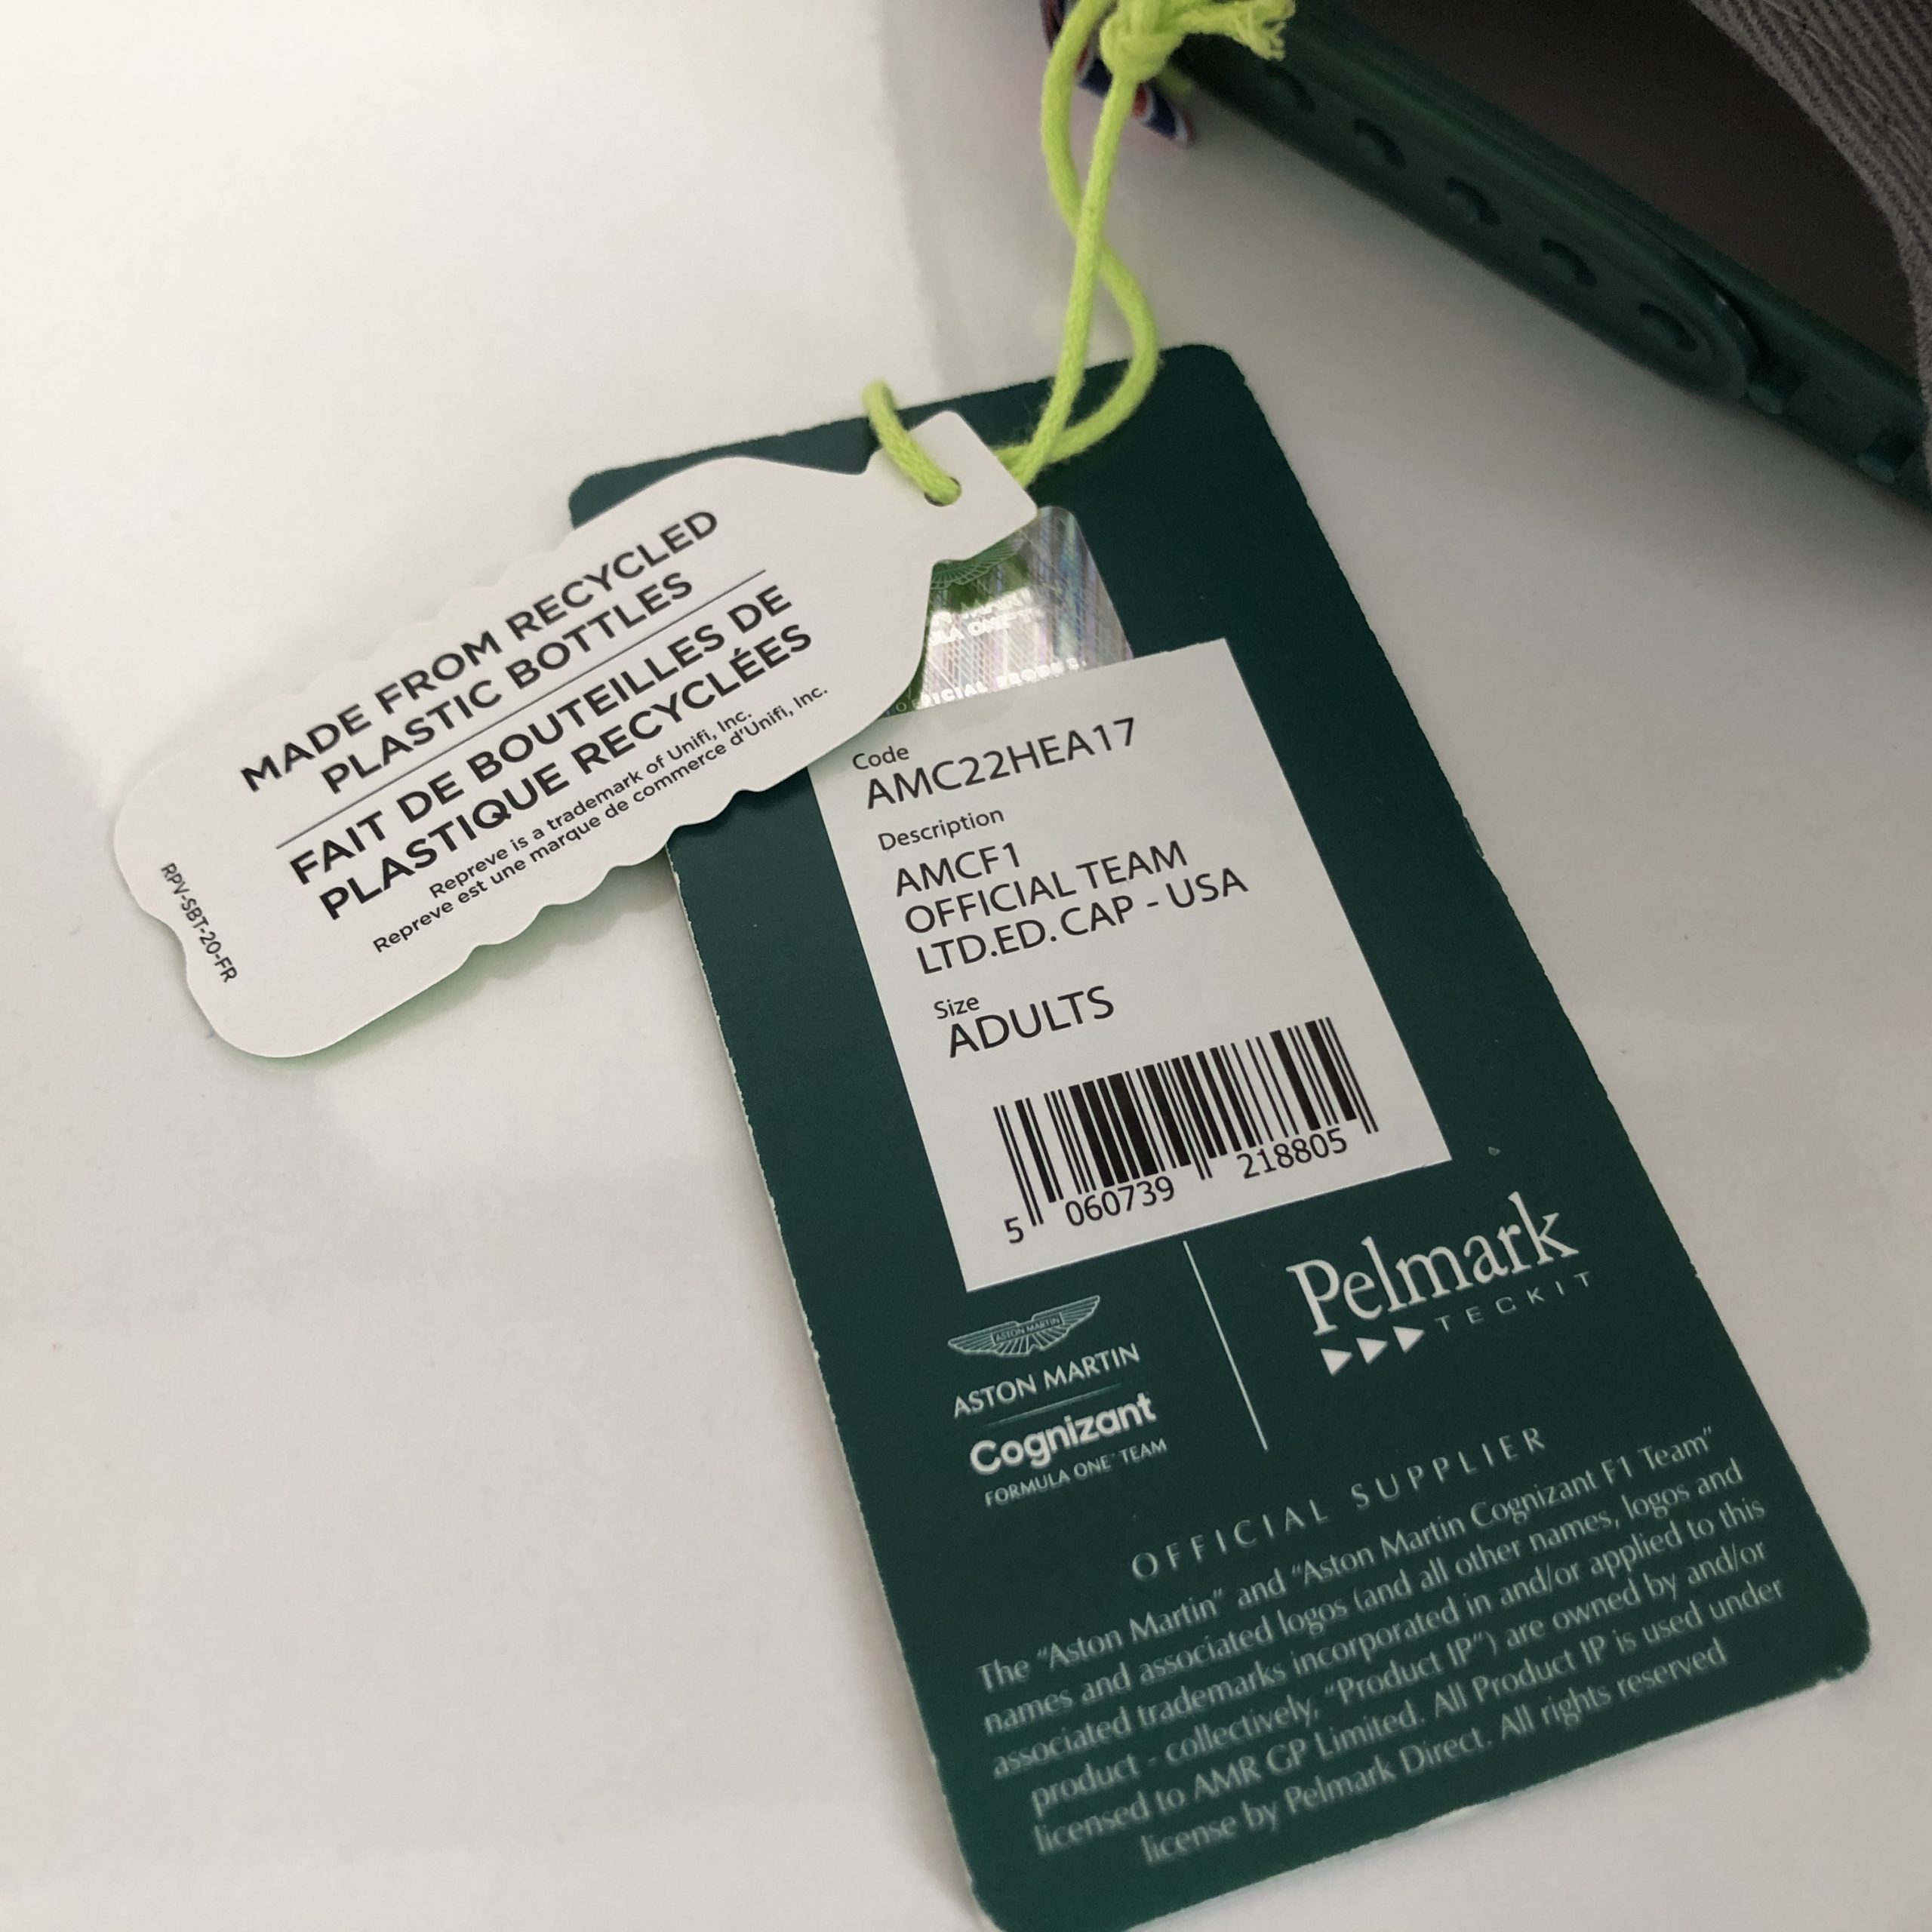 MADE FROM RECYCLED
PLASTIC BOTTLES
FAIT DE BOUTEILLES DE
PLASTIQUE RECYCLÉES
Repreve is a trademark of Unifi, Inc.
Repreve est une marque de commerce d'Unifi, Inc.
RPV-SBT-20-FR
Code
AMC22HEA17
Description
AMCF1
OFFICIAL TEAM
LTD.ED. CAP - USA
Size
ADULTS
5 060739 218805
ASTON MARTIN
ASTON MARTIN
Cognizant
FORMULA ONE™ TEAM
Pelmark
TECKIT
OFFICIAL SUPPLIER
The "Aston Martin" and "Aston Martin Cognizant F1 Team"
names and associated logos (and all other names, logos and
associated trademarks incorporated in and/or applied to this
product - collectively, "Product IP") are owned by and/or
licensed to AMR GP Limited. All Product IP is used under
license by Pelmark Direct. All rights reserved